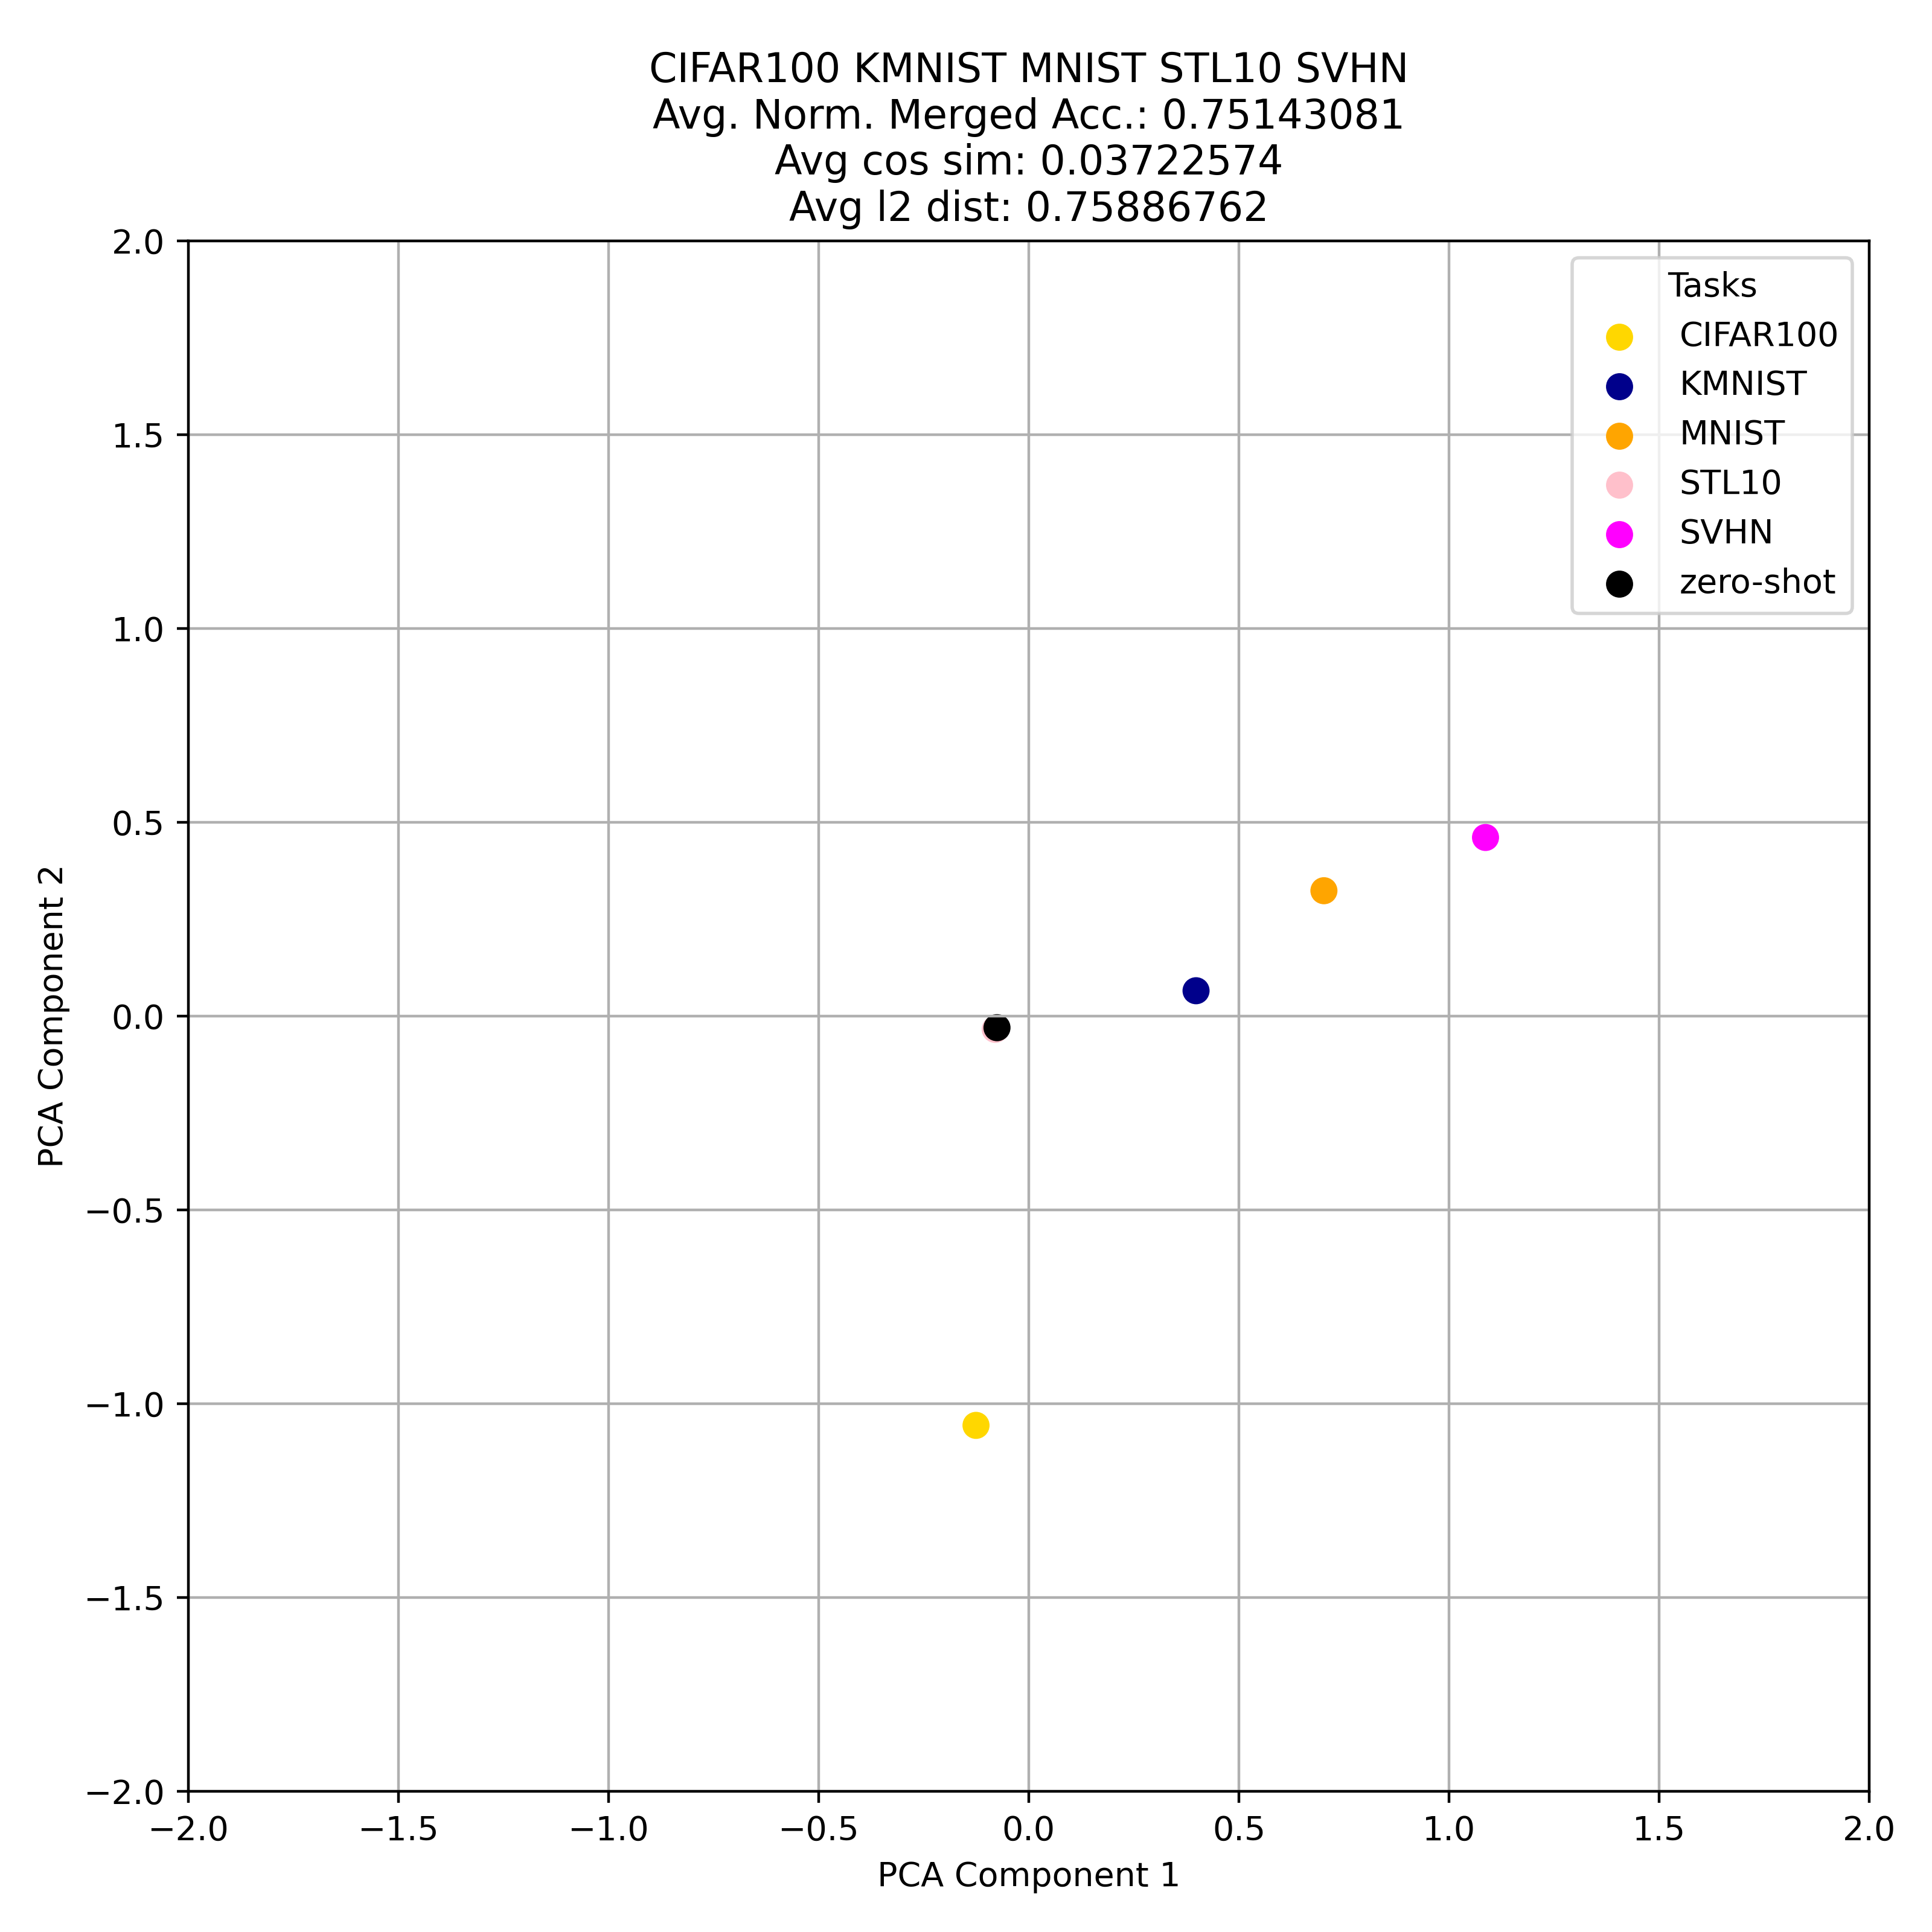 CIFAR100 KMNIST MNIST STL10 SVHN
Avg. Norm. Merged Acc.: 0.75143081
Avg cos sim: 0.03722574
Avg l2 dist: 0.75886762
Tasks
CIFAR100
KMNIST
MNIST
STL10
SVHN
zero-shot
PCA Component 2
2.0
1.5
1.0
0.5
0.0
−0.5
−1.0
−1.5
−2.0
−2.0 −1.5 −1.0 −0.5 0.0 0.5 1.0 1.5 2.0
PCA Component 1